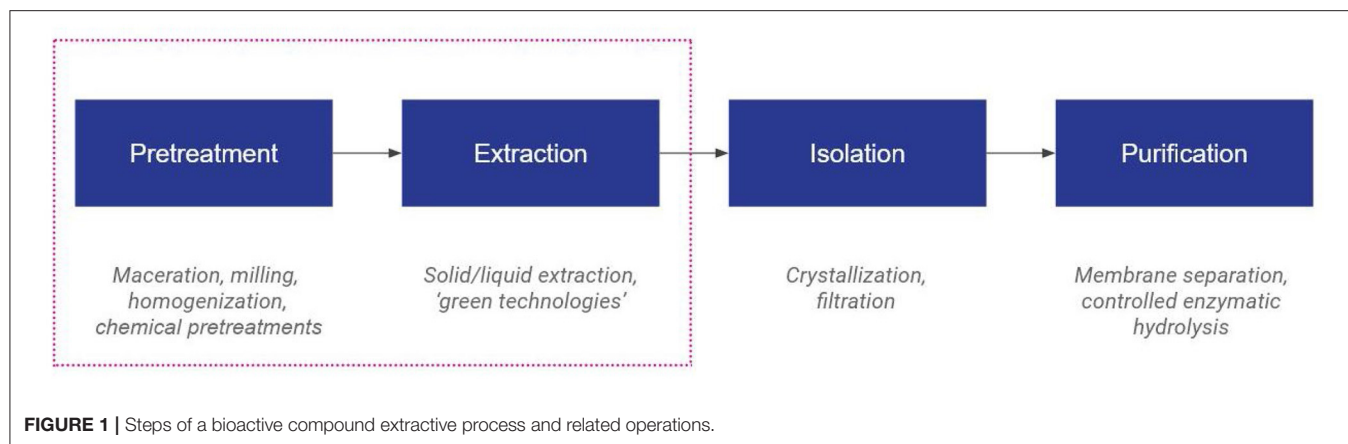 Pretreatment
Extraction
Isolation
Purification
Maceration, milling,
homogenization,
chemical pretreatments
Solid/liquid extraction,
‘green technologies’
Crystallization,
filtration
Membrane separation,
controlled enzymatic
hydrolysis
FIGURE 1 | Steps of a bioactive compound extractive process and related operations.